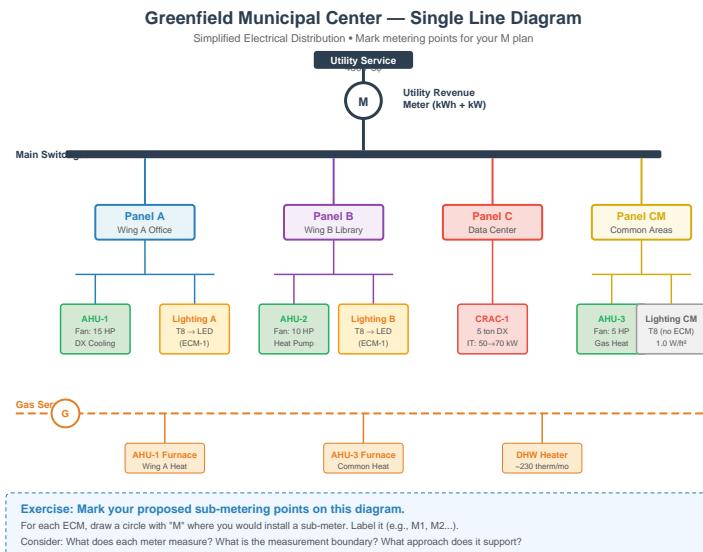 Greenfield Municipal Center — Single Line Diagram
Simplified Electrical Distribution • Mark metering points for your M plan
Utility Service
M
Utility Revenue
Meter (kWh + kW)
Main
Panel A
Wing A Office
Panel B
Wing B Library
Panel C
Data Center
Panel CM
Common Areas
AHU-1
Fan: 15 HP
DX Cooling
Lighting A
T8 → LED
(ECM-1)
AHU-2
Fan: 10 HP
Heat Pump
Lighting B
T8 → LED
(ECM-1)
CRAC-1
5 ton DX
IT: 50→70 kW
AHU-3
Fan: 5 HP
Gas Heat
Lighting CM
T8 (no ECM)
1.0 W/ft²
Gas
G
AHU-1 Furnace
Wing A Heat
AHU-3 Furnace
Common Heat
DHW Heater
~230 therm/mo
Exercise: Mark your proposed sub-metering points on this diagram.
For each ECM, draw a circle with "M" where you would install a sub-meter. Label it (e.g., M1, M2...).
Consider: What does each meter measure? What is the measurement boundary? What approach does it support?